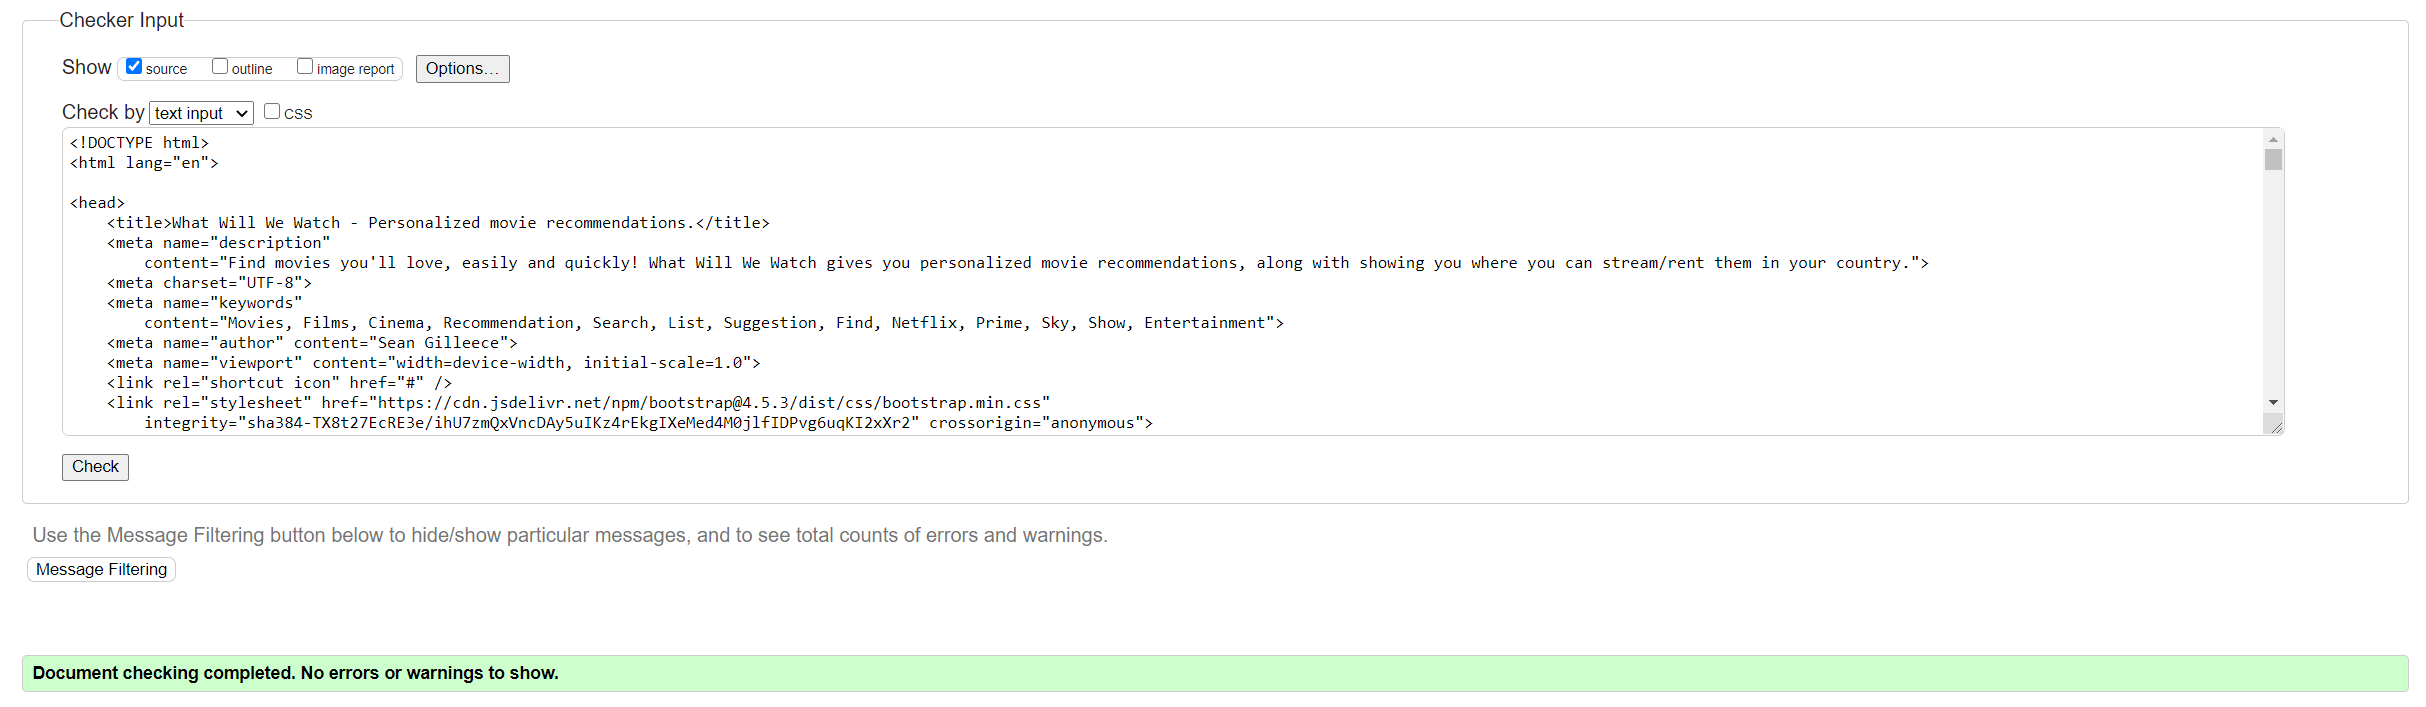 Checker Input
Show source outline image report Options...
Check by text input CSS
<!DOCTYPE html>
<html lang="en">
<head>
<title>What Will We Watch - Personalized movie recommendations.</title>
<meta name="description"
content="Find movies you'll love, easily and quickly! What Will We Watch gives you personalized movie recommendations, along with showing you where you can stream/rent them in your country.">
<meta charset="UTF-8">
<meta name="keywords"
content="Movies, Films, Cinema, Recommendation, Search, List, Suggestion, Find, Netflix, Prime, Sky, Show, Entertainment">
<meta name="author" content="Sean Gilleece">
<meta name="viewport" content="width=device-width, initial-scale=1.0">
<link rel="shortcut icon" href="#" />
<link rel="stylesheet" href="https://cdn.jsdelivr.net/npm/bootstrap@4.5.3/dist/css/bootstrap.min.css"
integrity="sha384-TX8t27EcRE3e/ihU7zmQxVncDAy5uIKz4rEkgIXeMed4M0jlfIDPvg6uqKI2xXr2" crossorigin="anonymous">
Check
Use the Message Filtering button below to hide/show particular messages, and to see total counts of errors and warnings.
Message Filtering
Document checking completed. No errors or warnings to show.